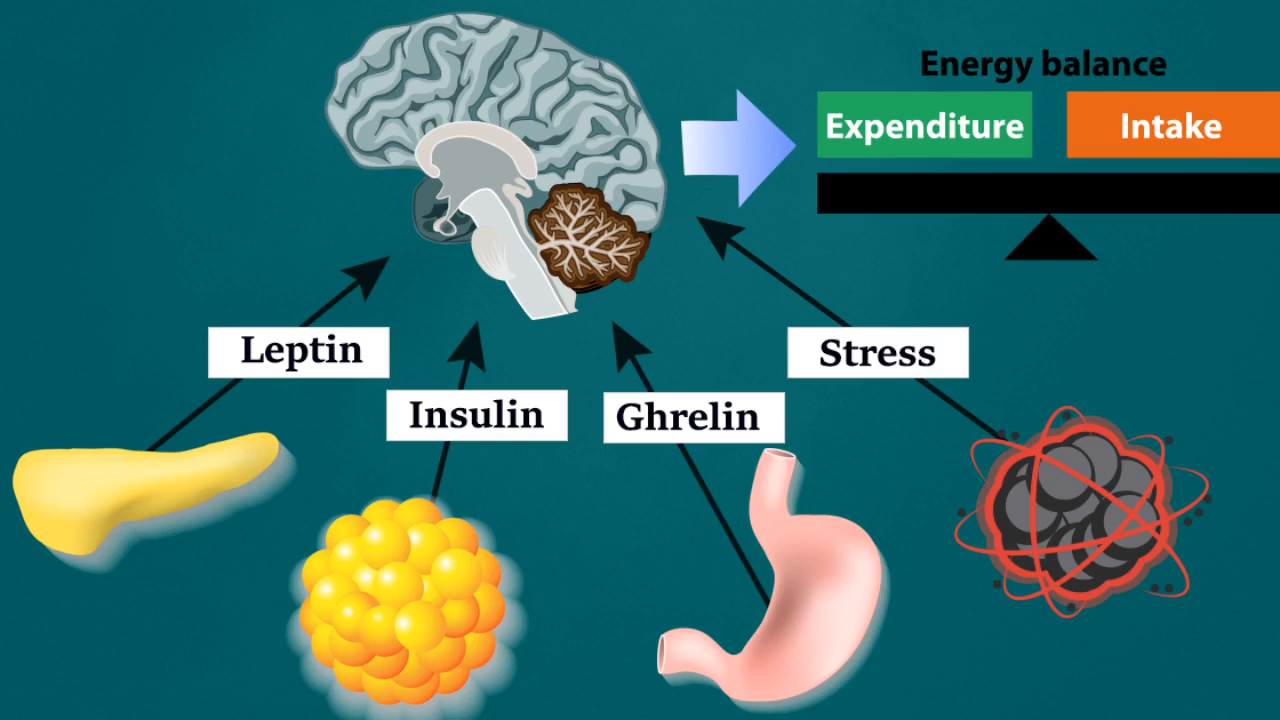 Energy balance
Expenditure
Intake
Leptin
Stress
Insulin
Ghrelin